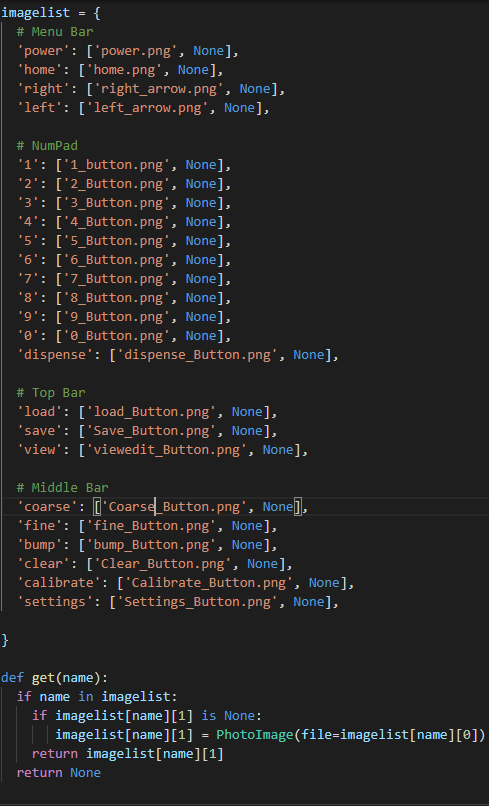 imagelist = {
  # Menu Bar
  'power': ['power.png', None],
  'home': ['home.png', None],
  'right': ['right_arrow.png', None],
  'left': ['left_arrow.png', None],
  # NumPad
  '1': ['1_button.png', None],
  '2': ['2_Button.png', None],
  '3': ['3_Button.png', None],
  '4': ['4_Button.png', None],
  '5': ['5_Button.png', None],
  '6': ['6_Button.png', None],
  '7': ['7_Button.png', None],
  '8': ['8_Button.png', None],
  '9': ['9_Button.png', None],
  '0': ['0_Button.png', None],
  'dispense': ['dispense_Button.png', None],
  # Top Bar
  'load': ['load_Button.png', None],
  'save': ['Save_Button.png', None],
  'view': ['viewedit_Button.png', None],
  # Middle Bar
  'coarse': ['Coarse_Button.png', None],
  'fine': ['fine_Button.png', None],
  'bump': ['bump_Button.png', None],
  'clear': ['Clear_Button.png', None],
  'calibrate': ['Calibrate_Button.png', None],
  'settings': ['Settings_Button.png', None],
}
def get(name):
  if name in imagelist:
    if imagelist[name][1] is None:
      imagelist[name][1] = PhotoImage(file=imagelist[name][0])
    return imagelist[name][1]
  return None